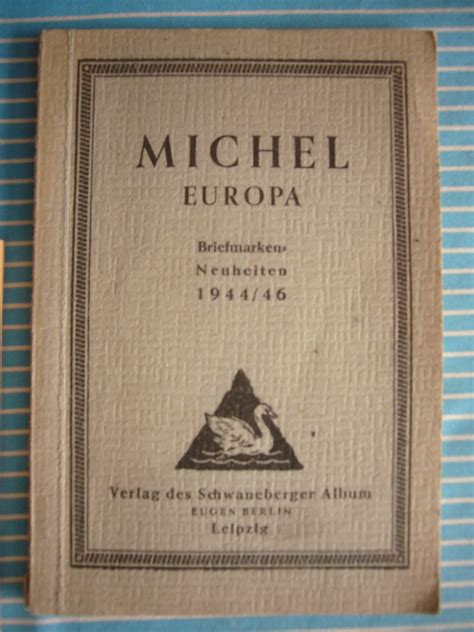 MICHEL
EUROPA
Briefmarken-
Neuheiten
1944/46
Verlag des Schwaneberger Album
EUGEN BERLIN
Leipzig